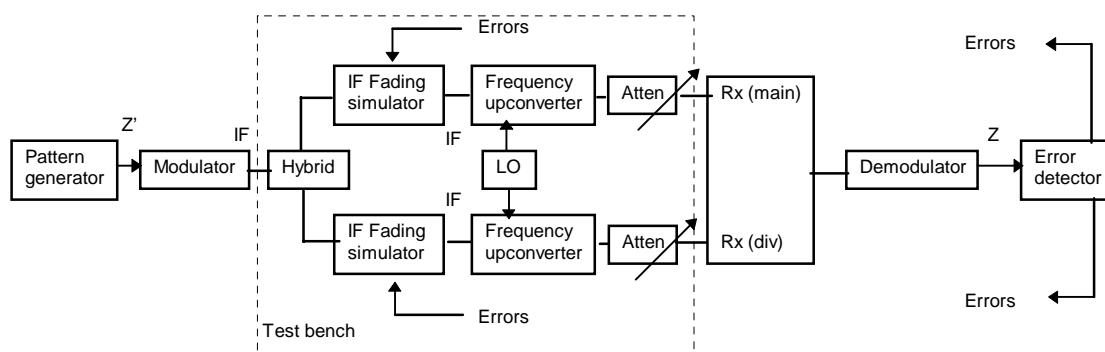 Errors
Errors
IF Fading
simulator
Frequency
upconverter
Atten
Rx (main)
Z’
IF
IF
Z
Pattern
generator
Modulator
Hybrid
LO
Demodulator
Error
detector
IF
IF Fading
simulator
Frequency
upconverter
Atten
Rx (div)
Errors
Errors
Test bench